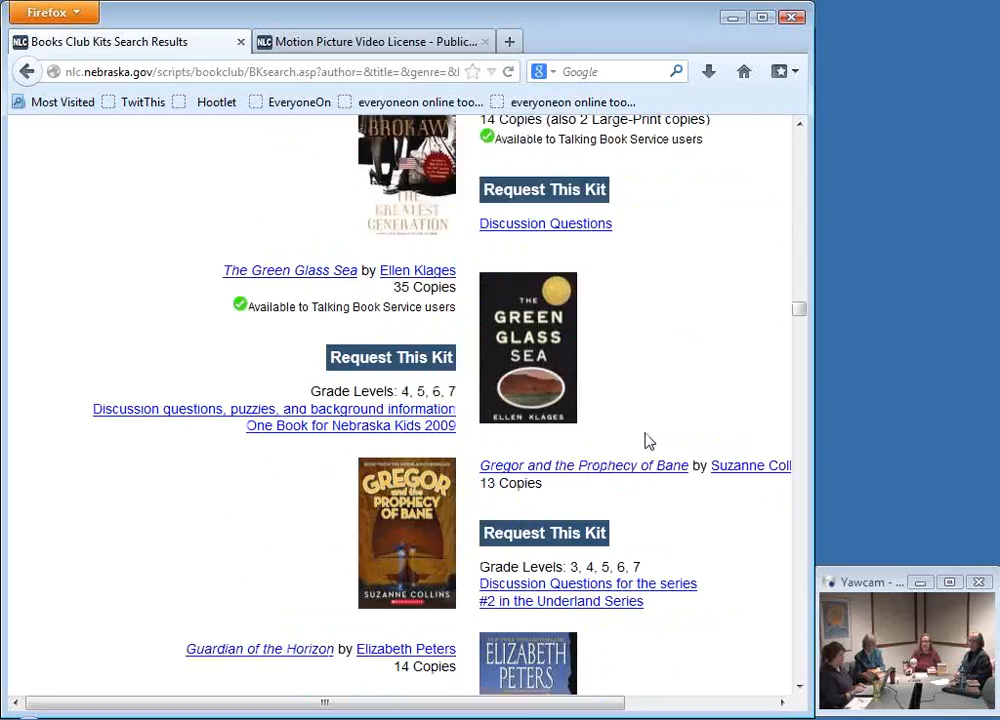 Firefox
NLC Books Club Kits Search Results
NLC Motion Picture Video License - Public...
nlc.nebraska.gov/scripts/bookclub/BKsearch.asp?author=&title=&genre=&l
Google
Most Visited
TwitThis
Hootlet
EveryoneOn
everyoneon online too...
everyoneon online too...
BROKAW
THE
GREATEST
GENERATION
14 Copies (also 2 Large-Print copies)
Available to Talking Book Service users
Request This Kit
Discussion Questions
The Green Glass Sea by Ellen Klages
35 Copies
Available to Talking Book Service users
Request This Kit
Grade Levels: 4, 5, 6, 7
Discussion questions, puzzies, and background information
One Book for Nebraska Kids 2009
THE
GREEN
GLASS
SEA
ELLEN KLAGES
GREGOR
and the
PROPHECY
OF BANE
SUZANNE COLLINS
Gregor and the Prophecy of Bane by Suzanne Coll
13 Copies
Request This Kit
Grade Levels: 3, 4, 5, 6, 7
Discussion Questions for the series
#2 in the Underland Series
Guardian of the Horizon by Elizabeth Peters
14 Copies
ELIZABETH
PETERS
Yawcam - ...